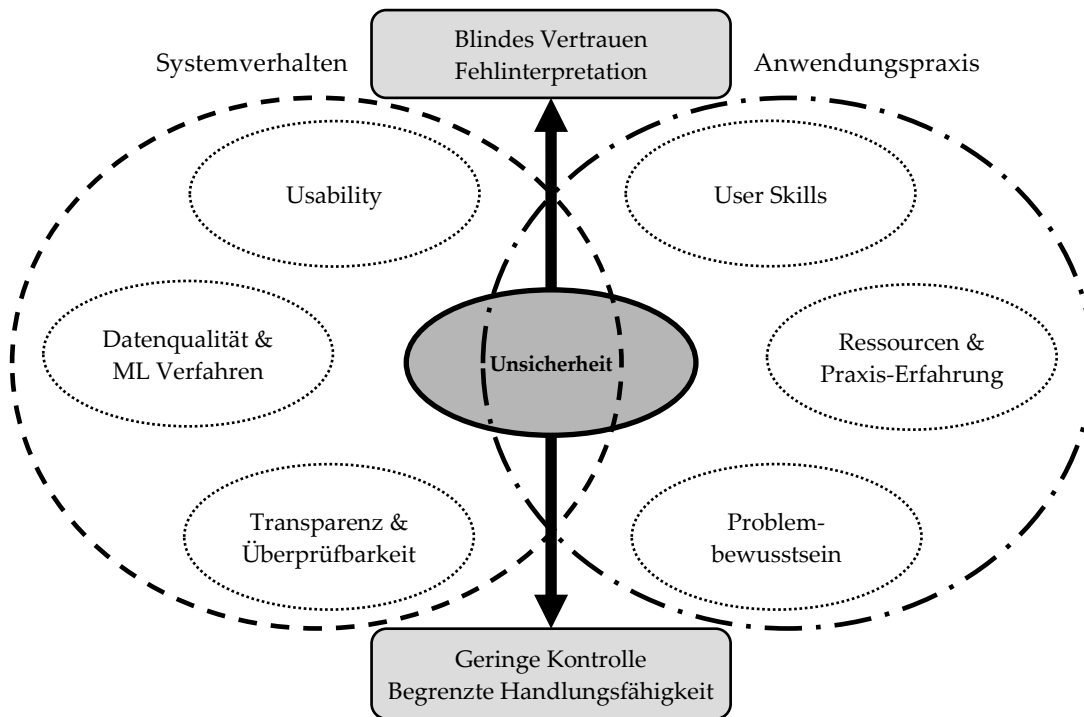 Blindes Vertrauen
Fehlinterpretation
Systemverhalten
Anwendungspraxis
Usability
User Skills
Datenqualität &
ML Verfahren
Unsicherheit
Ressourcen &
Praxis-Erfahrung
Transparenz &
Überprüfbarkeit
Problem-
bewusstsein
Geringe Kontrolle
Begrenzte Handlungsfähigkeit